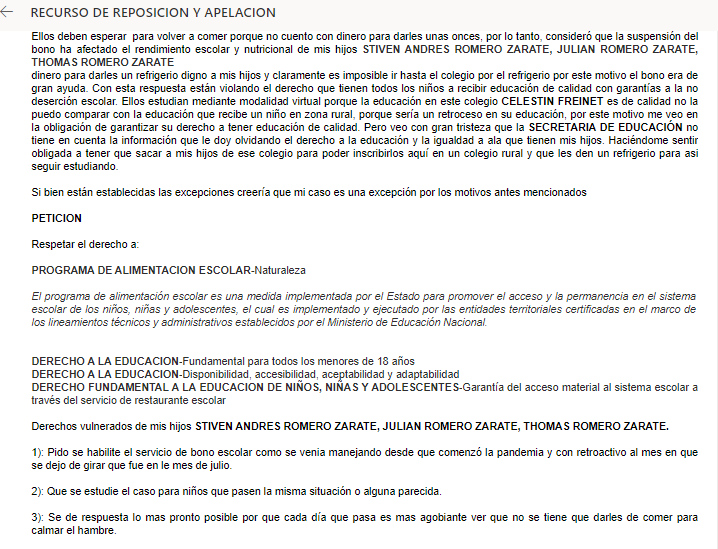 RECURSO DE REPOSICION Y APELACION
Ellos deben esperar para volver a comer porque no cuento con dinero para darles unas onces, por lo tanto, consideró que la suspensión del
bono ha afectado el rendimiento escolar y nutricional de mis hijos STIVEN ANDRES ROMERO ZARATE, JULIAN ROMERO ZARATE,
THOMAS ROMERO ZARATE
dinero para darles un refrigerio digno a mis hijos y claramente es imposible ir hasta el colegio por el refrigerio por este motivo el bono era de
gran ayuda. Con esta respuesta están violando el derecho que tienen todos los niños a recibir educación de calidad con garantías a la no
deserción escolar. Ellos estudian mediante modalidad virtual porque la educación en este colegio CELESTIN FREINET es de calidad no la
puedo comparar con la educación que recibe un niño en zona rural, porque sería un retroceso en su educación, por este motivo me veo en
la obligación de garantizar su derecho a tener educación de calidad. Pero veo con gran tristeza que la SECRETARIA DE EDUCACIÓN no
tiene en cuenta la información que le doy olvidando el derecho a la educación y la igualdad a ala que tienen mis hijos. Haciéndome sentir
obligada a tener que sacar a mis hijos de ese colegio para poder inscribirlos aquí en un colegio rural y que les den un refrigerio para asi
seguir estudiando.
Si bien están establecidas las excepciones creería que mi caso es una excepción por los motivos antes mencionados
PETICION
Respetar el derecho a:
PROGRAMA DE ALIMENTACION ESCOLAR-Naturaleza
El programa de alimentación escolar es una medida implementada por el Estado para promover el acceso y la permanencia en el sistema
escolar de los niños, niñas y adolescentes, el cual es implementado y ejecutado por las entidades territoriales certificadas en el marco de
los lineamientos técnicos y administrativos establecidos por el Ministerio de Educación Nacional.
DERECHO A LA EDUCACION-Fundamental para todos los menores de 18 años
DERECHO A LA EDUCACION-Disponibilidad, accesibilidad, aceptabilidad y adaptabilidad
DERECHO FUNDAMENTAL A LA EDUCACION DE NIÑOS, NIÑAS Y ADOLESCENTES-Garantía del acceso material al sistema escolar a
través del servicio de restaurante escolar
Derechos vulnerados de mis hijos STIVEN ANDRES ROMERO ZARATE, JULIAN ROMERO ZARATE, THOMAS ROMERO ZARATE.
1): Pido se habilite el servicio de bono escolar como se venia manejando desde que comenzó la pandemia y con retroactivo al mes en que
se dejo de girar que fue en le mes de julio.
2): Que se estudie el caso para niños que pasen la misma situación o alguna parecida.
3): Se de respuesta lo mas pronto posible por que cada día que pasa es mas agobiante ver que no se tiene que darles de comer para
calmar el hambre.